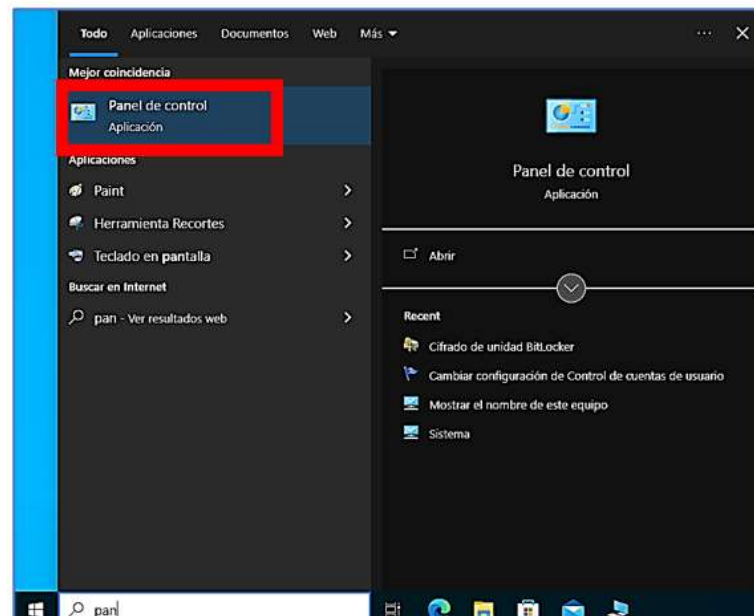 Todo Aplicaciones Documentos Web Más
Mejor coincidencia
Panel de control
Aplicación
Aplicaciones
Paint
Herramienta Recortes
Teclado en pantalla
Buscar en Internet
pan - Ver resultados web
Panel de control
Aplicación
Abrir
Recent
Cifrado de unidad BitLocker
Cambiar configuración de Control de cuentas de usuario
Mostrar el nombre de este equipo
Sistema
pan